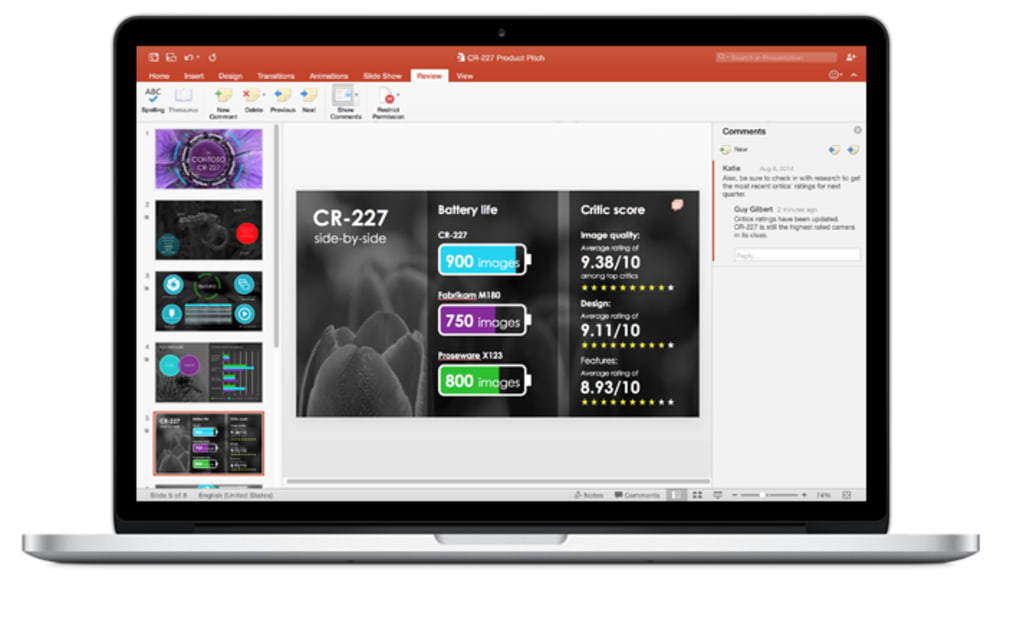 CR-227 Product Pitch
Search in Presentation
Home Insert Design Transitions Animations Slide Show Review View
ABC
Spelling Thesaurus New Comment Delete Previous Next Show Comments Restrict Permission
1
CONTOSO
CR-227
2
3
4
5
CR-227
side-by-side
Battery life
CR-227
900 images
Fabrikam M180
750 images
Proseware X123
800 images
Critic score
Image quality:
Average rating of
9.38/10
among top critics
Design:
Average rating of
9.11/10
Features:
Average rating of
8.93/10
Comments
New
Katie Aug 6, 2014
Alex, be sure to check in with research to get
the most recent critics' ratings for next
quarter.
Guy Gilbert 2 minutes ago
Critics ratings have been updated.
CR-227 is still the highest rated camera
in its class.
Reply...
Slide 5 of 8 English (United States)
Notes Comments 74%